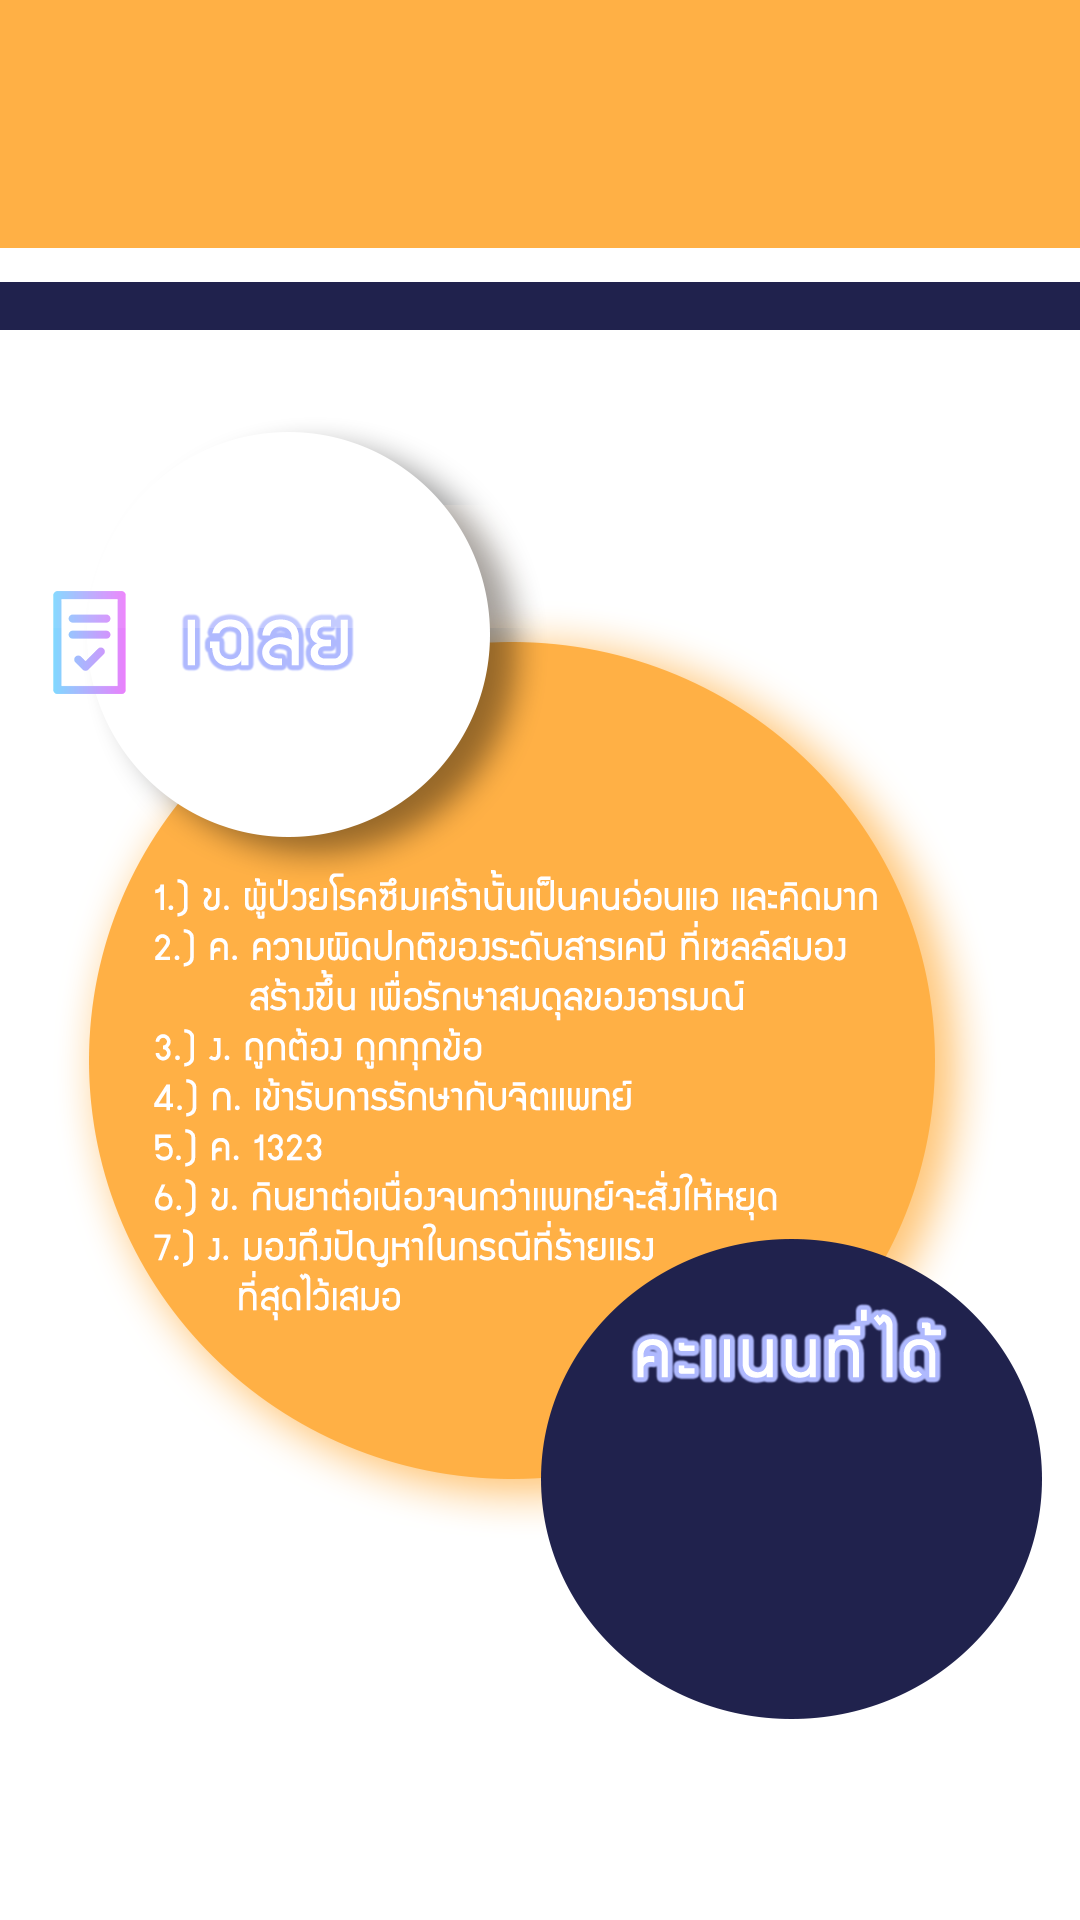 เฉลย
1.) ข. ผู้ป่วยโรคซึมเศร้านั้นเป็นคนอ่อนแอ และคิดมาก
2.) ค. ความผิดปกติของระดับสารเคมี ที่เซลล์สมอง
สร้างขึ้น เพื่อรักษาสมดุลของอารมณ์
3.) ง. ถูกต้อง ถูกทุกข้อ
4.) ก. เข้ารับการรักษากับจิตแพทย์
5.) ค. 1323
6.) ข. กินยาต่อเนื่องจนกว่าแพทย์จะสั่งให้หยุด
7.) ง. มองถึงปัญหาในกรณีที่ร้ายแรง
ที่สุดไว้เสมอ
คะแนนที่ได้